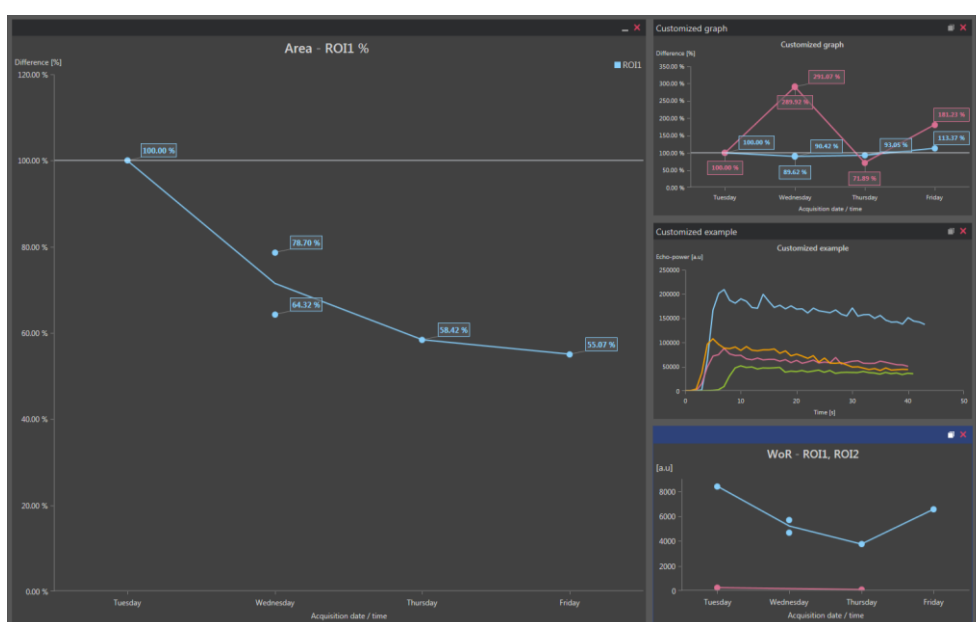 Area - ROI1 %
Difference [%]
ROI1
120.00 %
100.00 %
80.00 %
60.00 %
40.00 %
20.00 %
0.00 %
100.00 %
78.70 %
64.32 %
58.42 %
55.07 %
Tuesday Wednesday Thursday Friday
Acquisition date / time
Customized graph
Customized graph
Difference [%]
350.00 %
300.00 %
250.00 %
200.00 %
150.00 %
100.00 %
50.00 %
0.00 %
291.07 %
289.92 %
181.22 %
100.00 %
90.42 %
91.05 %
113.37 %
100.00 %
89.62 %
71.89 %
Tuesday Wednesday Thursday Friday
Acquisition date / time
Customized example
Customized example
Echo-power [a.u]
250000
200000
150000
100000
50000
0
0 10 20 30 40 50
Time [s]
WoR - ROI1, ROI2
[a.u]
8000
6000
4000
2000
0
Tuesday Wednesday Thursday Friday
Acquisition date / time